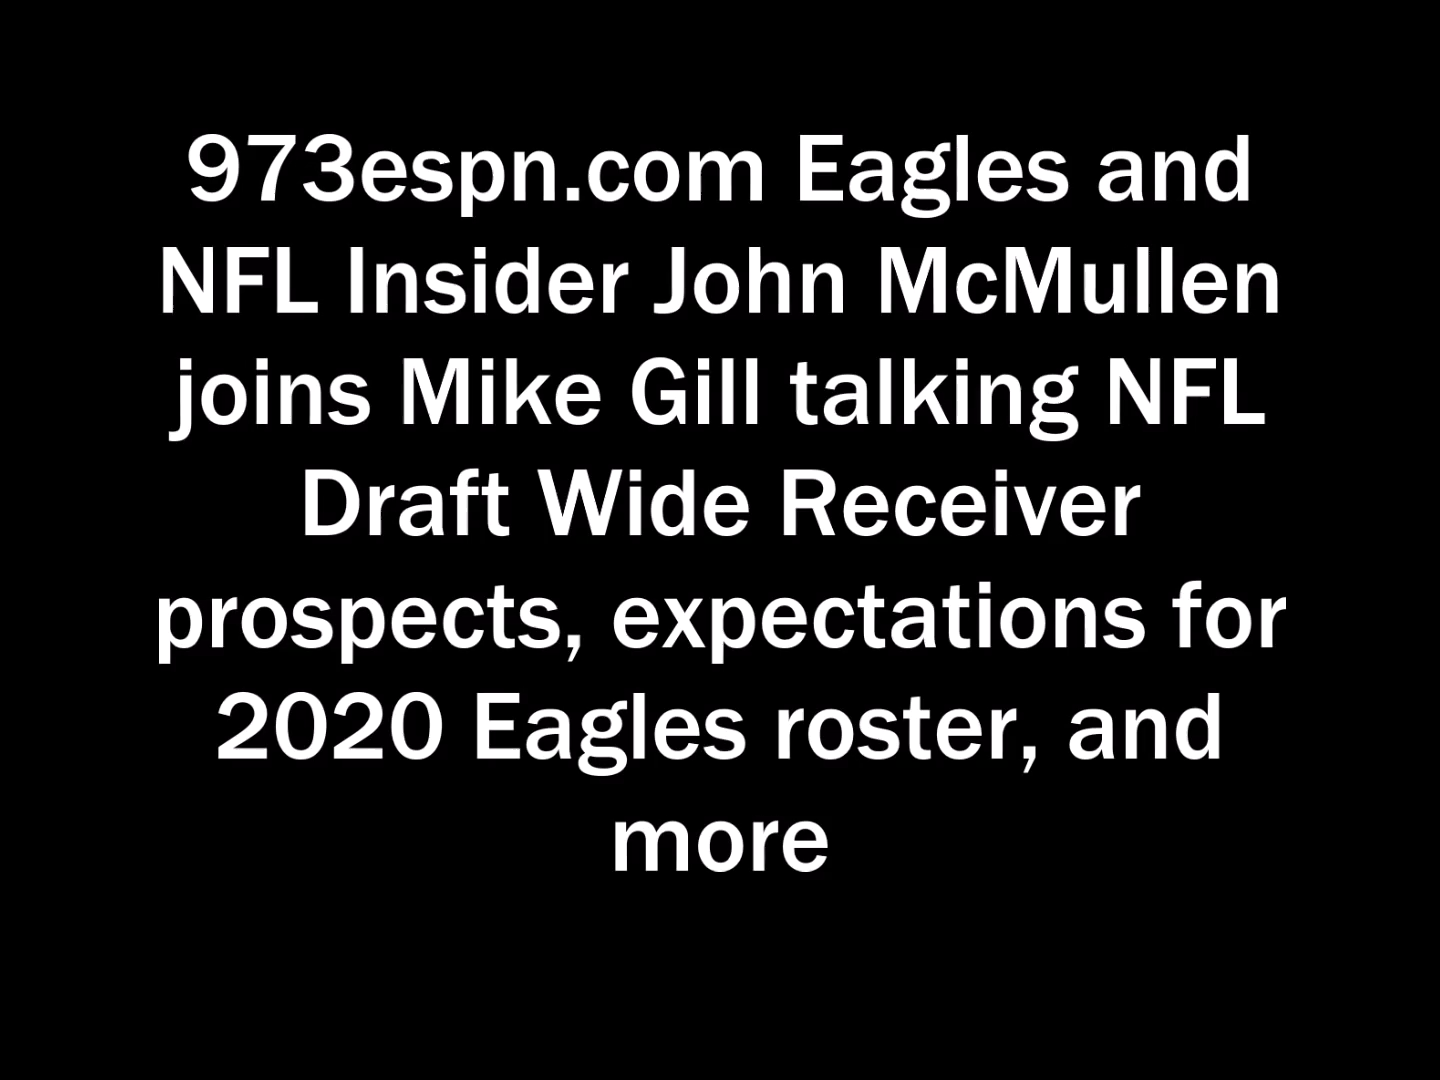 973espn.com Eagles and
NFL Insider John McMullen
joins Mike Gill talking NFL
Draft Wide Receiver
prospects, expectations for
2020 Eagles roster, and
more